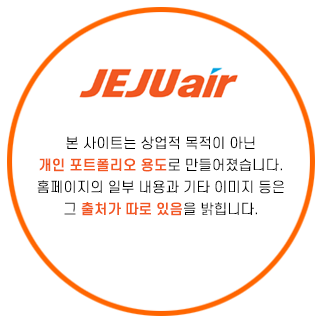 JEJUair
본 사이트는 상업적 목적이 아닌
개인 포트폴리오 용도로 만들어졌습니다.
홈페이지의 일부 내용과 기타 이미지 등은
그 출처가 따로 있음을 밝힙니다.